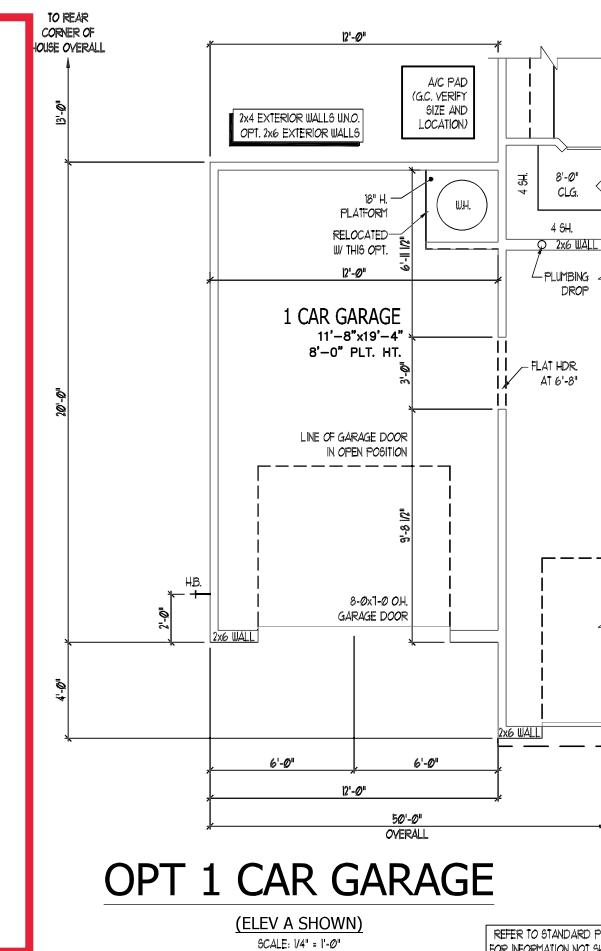 TO REAR
CORNER OF
HOUSE OVERALL
12'-0"
13'-0"
A/C PAD
(G.C. VERIFY
SIZE AND
LOCATION)
2x4 EXTERIOR WALLS U.N.O.
OPT. 2x6 EXTERIOR WALLS
18" H.
PLATFORM
W.H.
RELOCATED
W/ THIS OPT.
4 SH.
8'-0"
CLG.
4 SH.
2x6 WALL
PLUMBING
DROP
6'-11 1/2"
12'-0"
1 CAR GARAGE
11'-8"x19'-4"
8'-0" PLT. HT.
3'-0"
FLAT HDR.
AT 6'-8"
20'-0"
LINE OF GARAGE DOOR
IN OPEN POSITION
9'-8 1/2"
H.B.
2'-0"
8-0x7-0 O.H.
GARAGE DOOR
2x6 WALL
4'-0"
2x6 WALL
6'-0"
6'-0"
12'-0"
50'-0"
OVERALL
OPT 1 CAR GARAGE
(ELEV A SHOWN)
SCALE: 1/4" = 1'-0"
REFER TO STANDARD P
FOR INFORMATION NOT SH